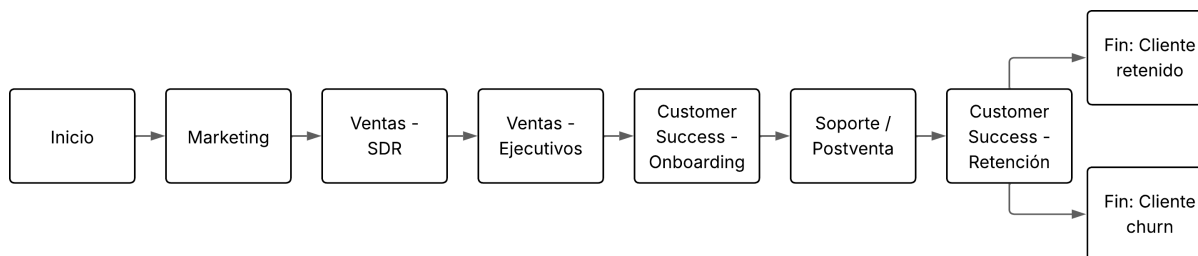 Inicio
Marketing
Ventas -
SDR
Ventas -
Ejecutivos
Customer
Success -
Onboarding
Soporte /
Postventa
Customer
Success -
Retención
Fin: Cliente
retenido
Fin: Cliente
churn